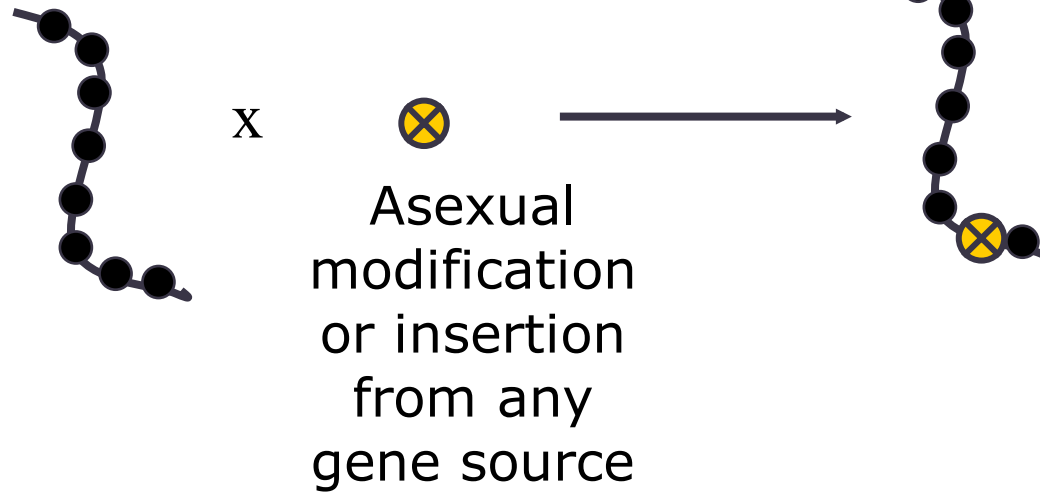 x
Asexual
modification
or insertion
from any
gene source